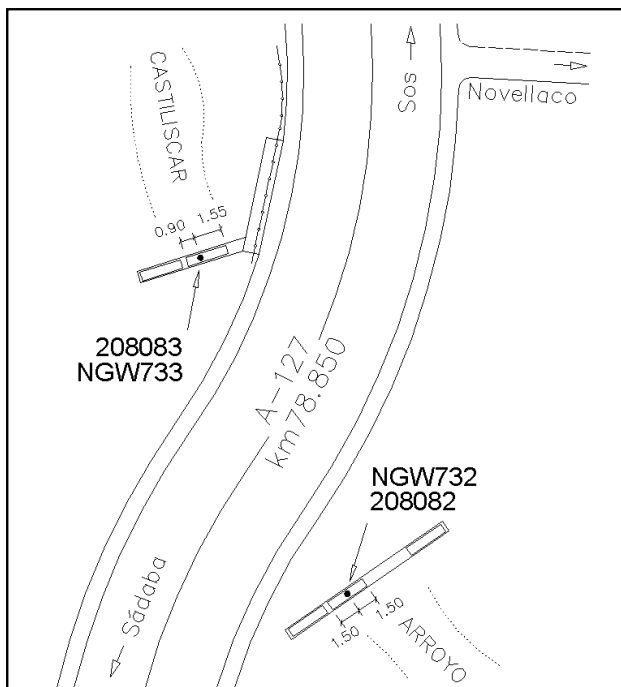 CASTILISCAR
Sos
Novellaco
0.90
1.55
208083
NGW733
A-127
km78.850
NGW732
208082
Sádaba
1.50
1.50
ARROYO